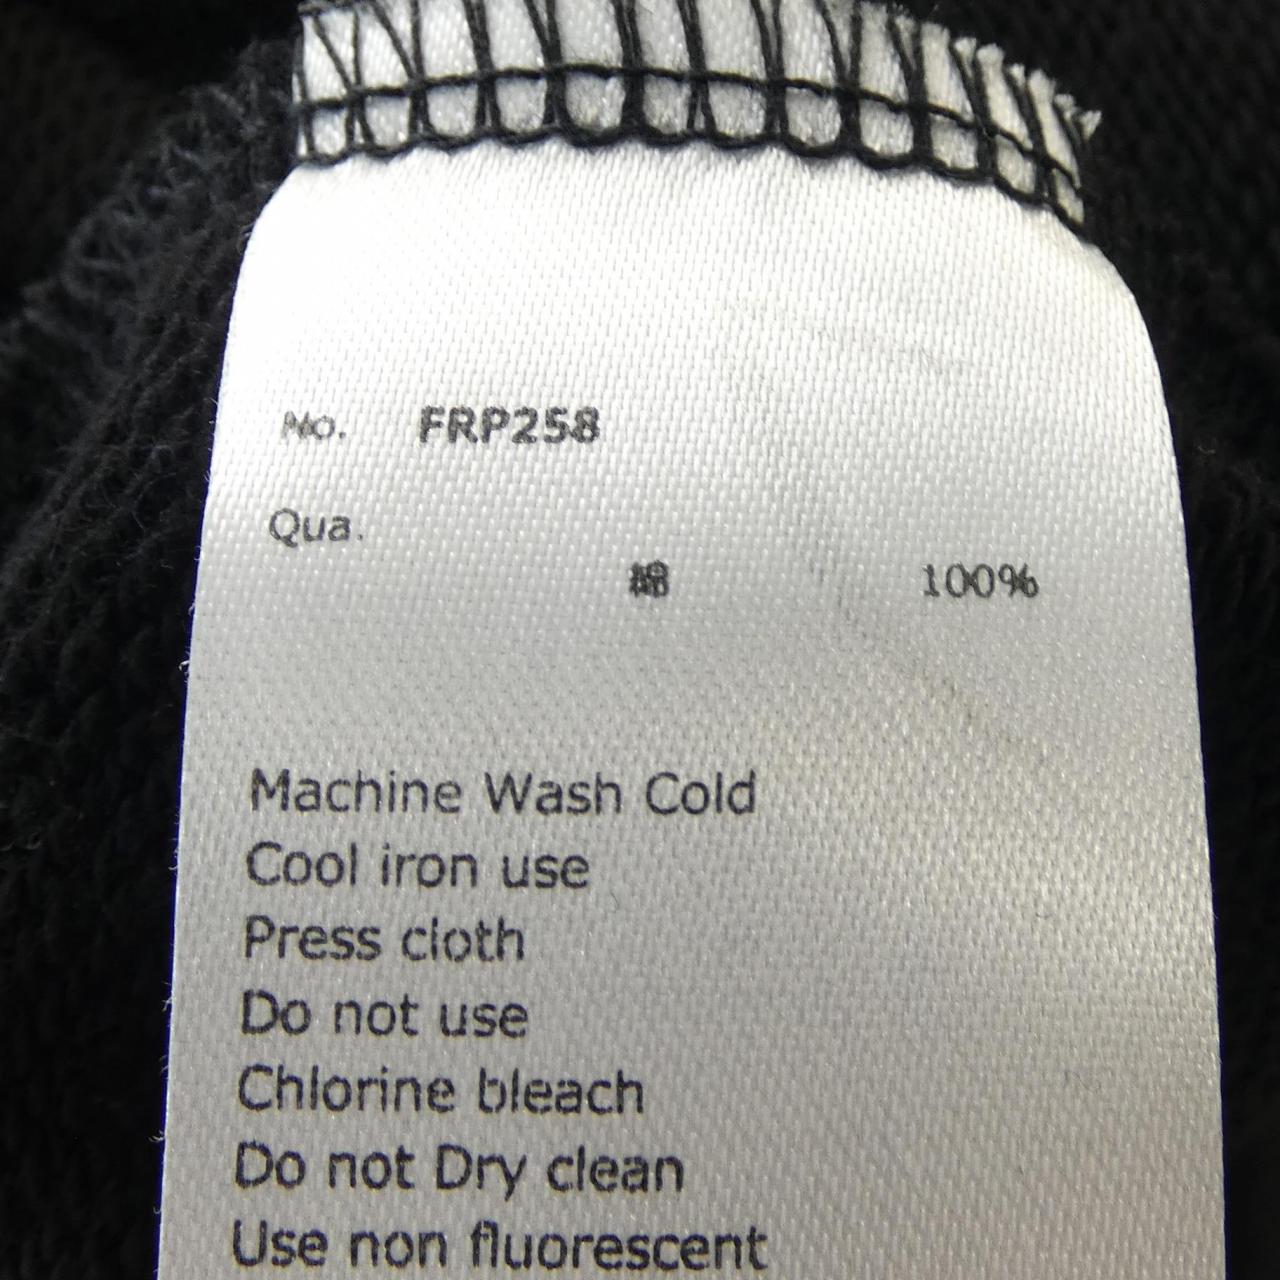 No. FRP258
Qua.
綿 100%
Machine Wash Cold
Cool iron use
Press cloth
Do not use
Chlorine bleach
Do not Dry clean
Use non fluorescent